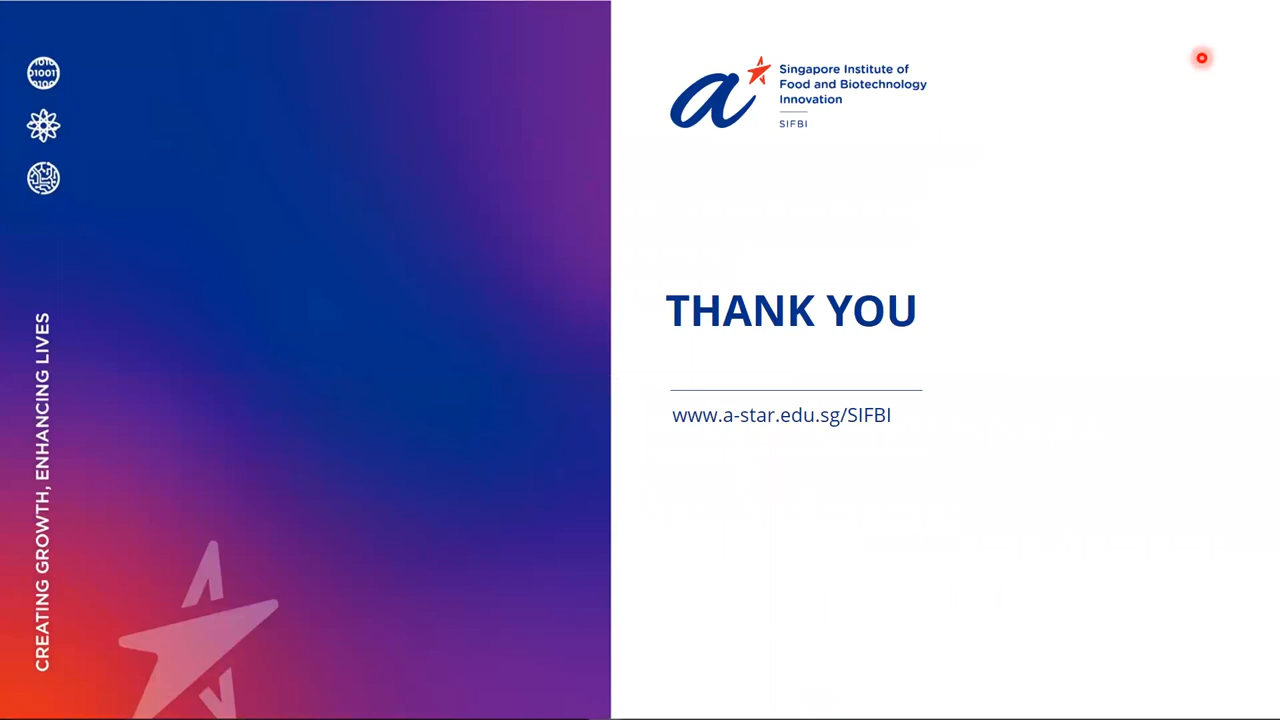 CREATING GROWTH, ENHANCING LIVES
Singapore Institute of
Food and Biotechnology
Innovation
SIFBI
THANK YOU
www.a-star.edu.sg/SIFBI